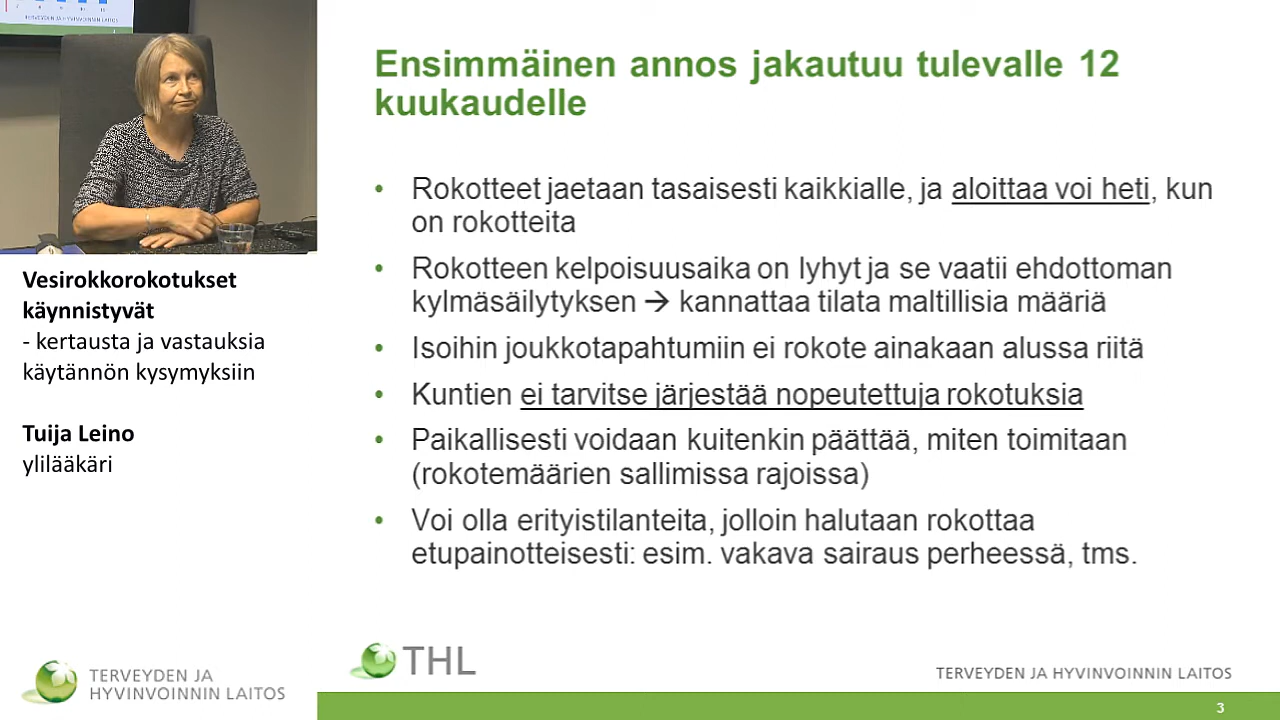 TERVEYDEN JA HYVINVOINNIN LAITOS
Vesirokkorokotukset
käynnistyvät
- kertausta ja vastauksia
käytännön kysymyksiin
Tuija Leino
ylilääkäri
TERVEYDEN JA
HYVINVOINNIN LAITOS
Ensimmäinen annos jakautuu tulevalle 12
kuukaudelle
• Rokotteet jaetaan tasaisesti kaikkialle, ja aloittaa voi heti, kun
on rokotteita
• Rokotteen kelpoisuusaika on lyhyt ja se vaatii ehdottoman
kylmäsäilytyksen → kannattaa tilata maltillisia määriä
• Isoihin joukkotapahtumiin ei rokote ainakaan alussa riitä
• Kuntien ei tarvitse järjestää nopeutettuja rokotuksia
• Paikallisesti voidaan kuitenkin päättää, miten toimitaan
(rokotemäärien sallimissa rajoissa)
• Voi olla erityistilanteita, jolloin halutaan rokottaa
etupainotteisesti: esim. vakava sairaus perheessä, tms.
THL
TERVEYDEN JA HYVINVOINNIN LAITOS
3